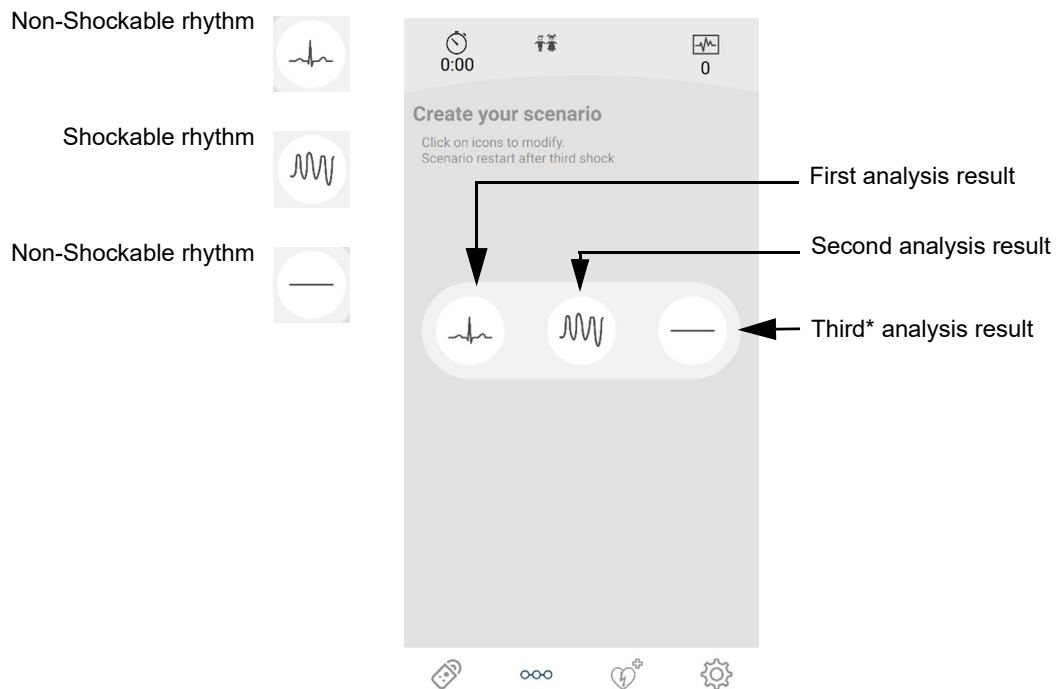 Non-Shockable rhythm
Shockable rhythm
Non-Shockable rhythm
0:00
0
Create your scenario
Click on icons to modify.
Scenario restart after third shock
First analysis result
Second analysis result
Third* analysis result